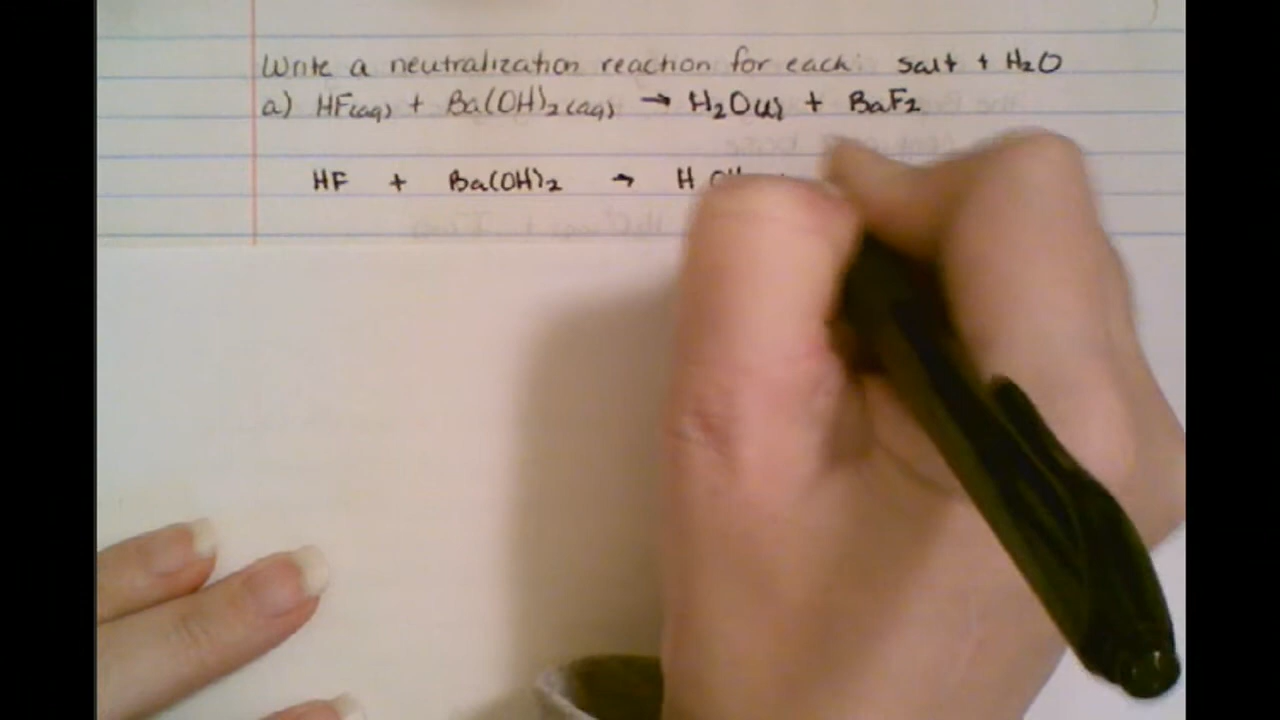 Write a neutralization reaction for each: salt + H₂O
a) HF(aq) + Ba(OH)₂(aq) → H₂O(l) + BaF₂
HF + Ba(OH)₂ → H OH